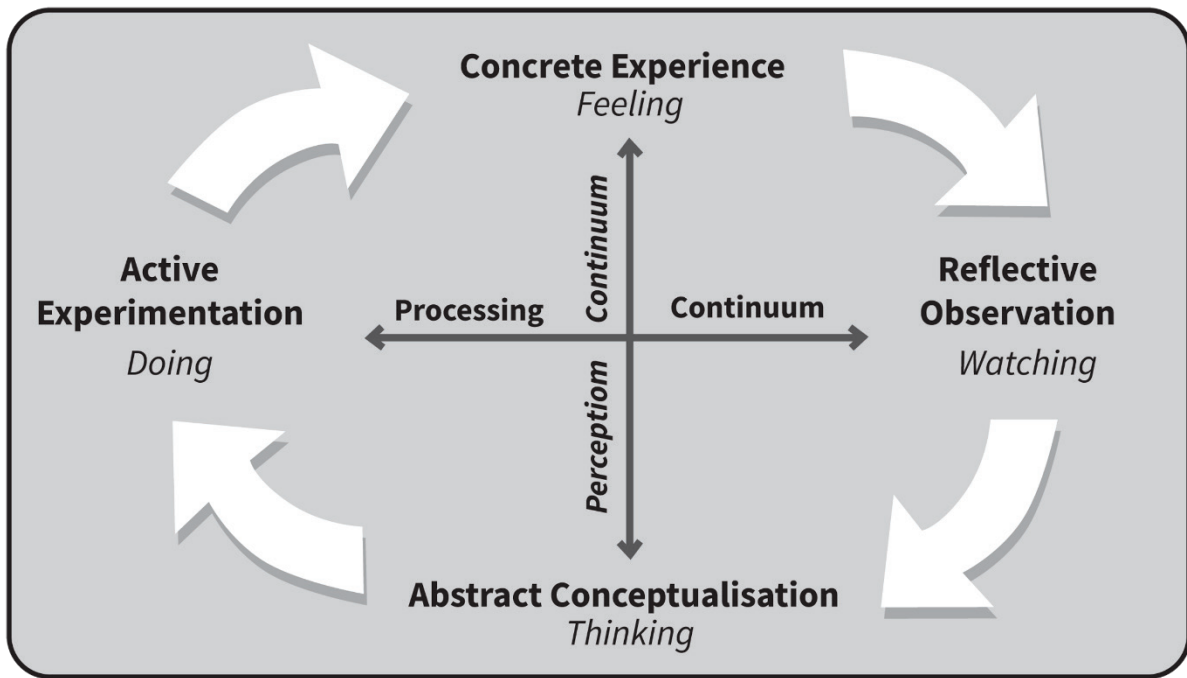 Concrete Experience
Feeling
Active
Experimentation
Doing
Processing
Continuum
Continuum
Perceptiom
Reflective
Observation
Watching
Abstract Conceptualisation
Thinking